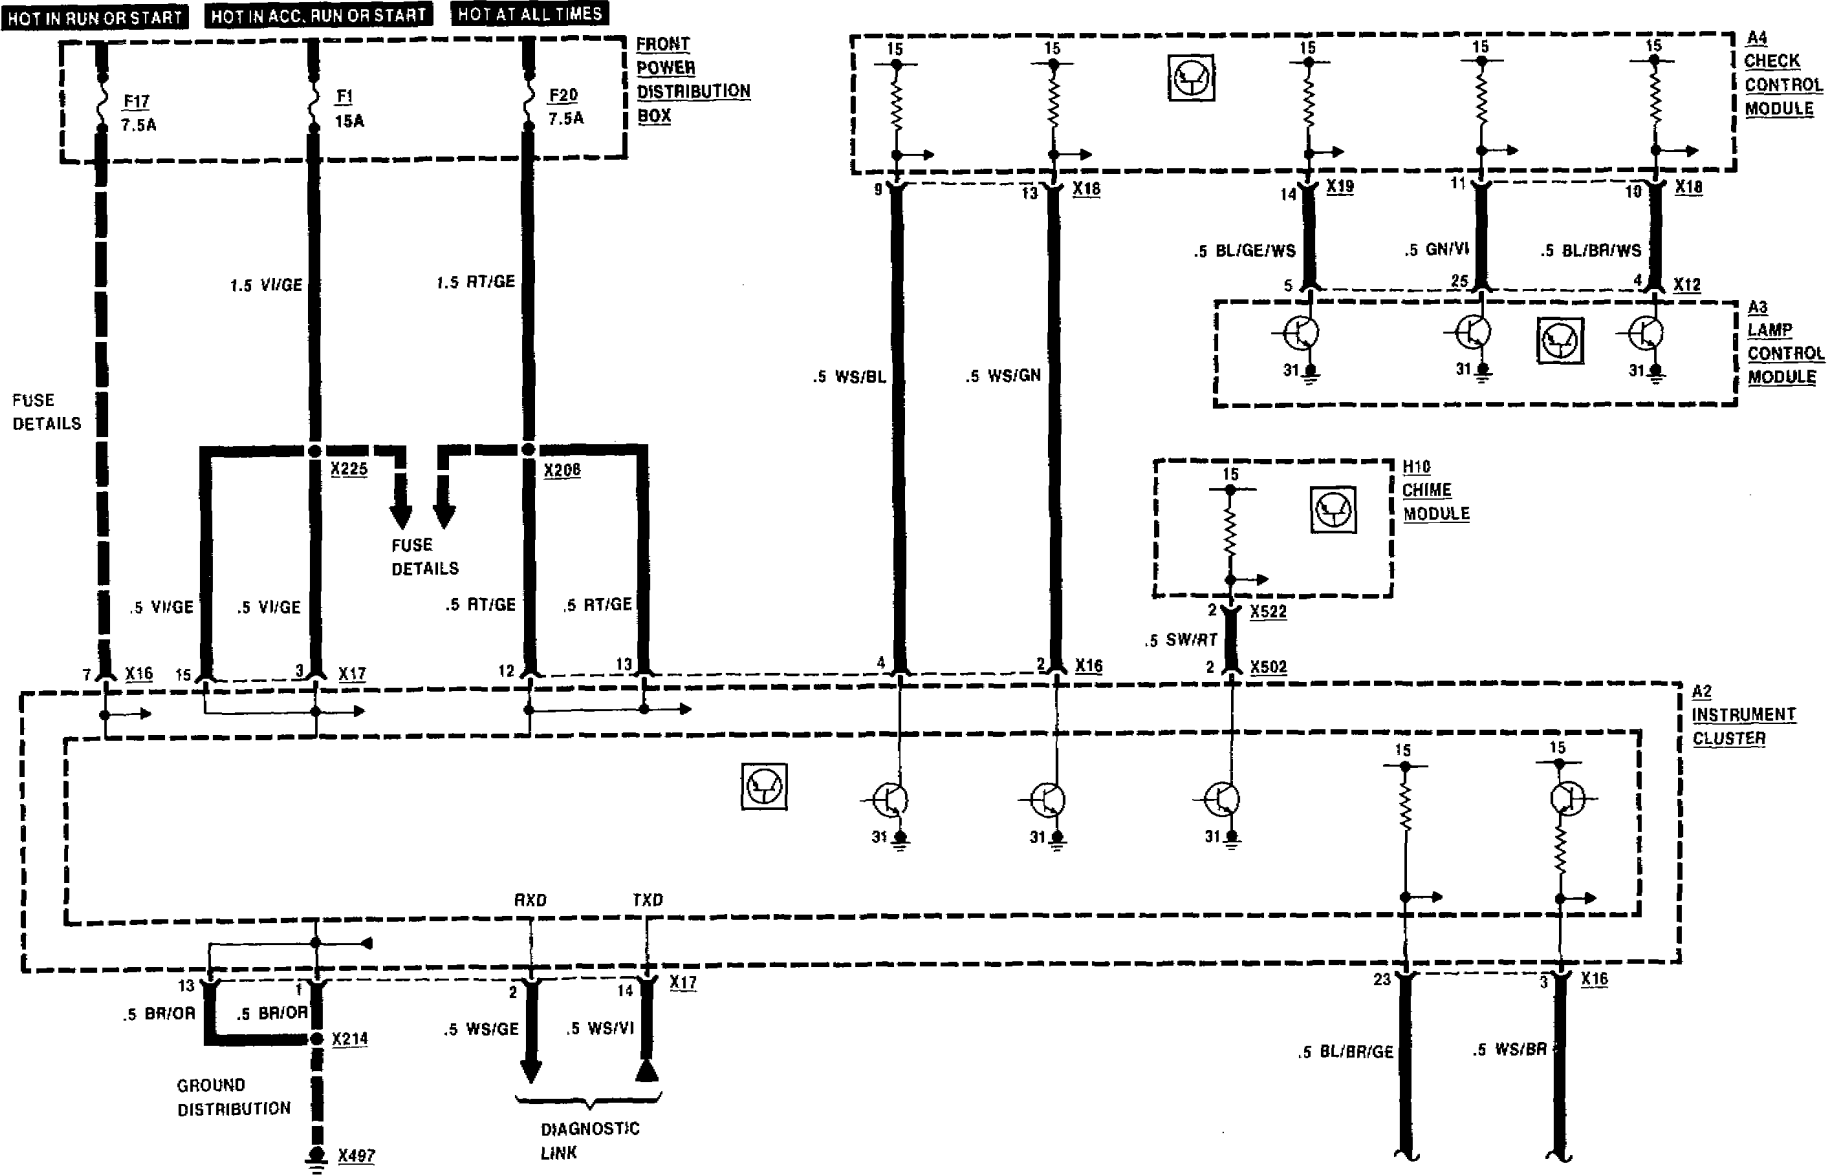 HOT IN RUN OR START
HOT IN ACC, RUN OR START
HOT AT ALL TIMES
FRONT
POWER
DISTRIBUTION
BOX
F17
7.5A
F1
15A
F20
7.5A
15
15
15
15
15
A4
CHECK
CONTROL
MODULE
9
13
X18
14
X19
11
10
X18
.5 BL/GE/WS
.5 GN/VI
.5 BL/BR/WS
5
25
4
X12
A3
LAMP
CONTROL
MODULE
31
31
31
1.5 VI/GE
1.5 RT/GE
.5 WS/BL
.5 WS/GN
FUSE
DETAILS
X225
X208
FUSE
DETAILS
15
H10
CHIME
MODULE
.5 VI/GE
.5 VI/GE
.5 RT/GE
.5 RT/GE
2
X522
.5 SW/RT
2
X502
7
X16
15
3
X17
12
13
4
2
X16
A2
INSTRUMENT
CLUSTER
15
15
31
31
31
RXD
TXD
13
1
2
14
X17
23
3
X16
.5 BR/OR
.5 BR/OR
.5 WS/GE
.5 WS/VI
X214
.5 BL/BR/GE
.5 WS/BR
GROUND
DISTRIBUTION
DIAGNOSTIC
LINK
X497